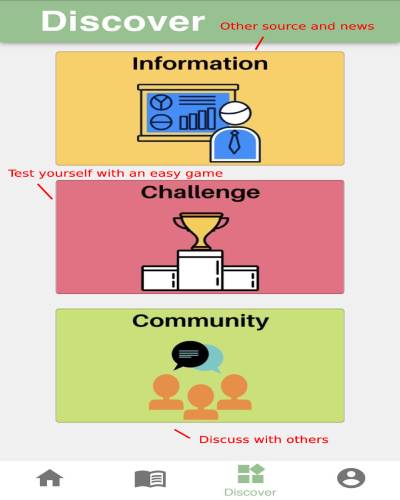 Discover
Other source and news
Information
Test yourself with an easy game
Challenge
Community
Discuss with others
Discover